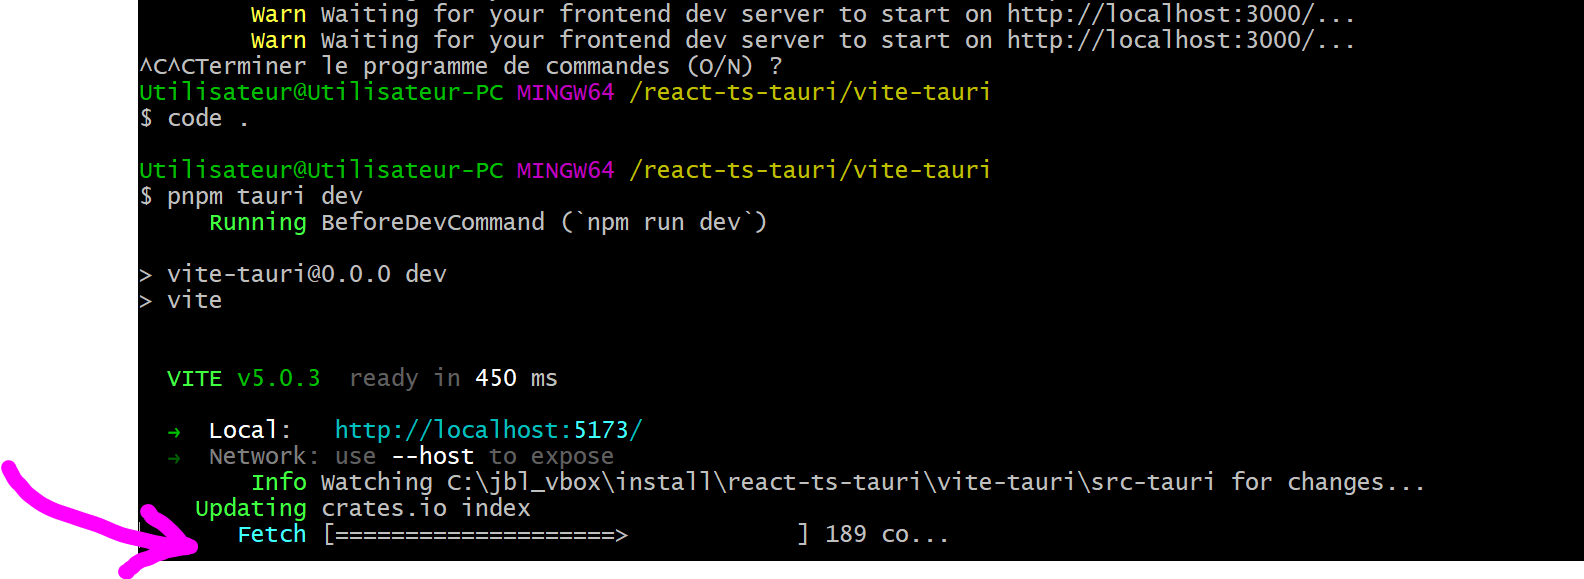 Warn Waiting for your frontend dev server to start on http://localhost:3000/...
Warn Waiting for your frontend dev server to start on http://localhost:3000/...
^C^CTerminer le programme de commandes (O/N) ?
Utilisateur@Utilisateur-PC MINGW64 /react-ts-tauri/vite-tauri
$ code .
Utilisateur@Utilisateur-PC MINGW64 /react-ts-tauri/vite-tauri
$ pnpm tauri dev
Running BeforeDevCommand (`npm run dev`)
> vite-tauri@0.0.0 dev
> vite
VITE v5.0.3 ready in 450 ms
→ Local: http://localhost:5173/
→ Network: use --host to expose
Info Watching C:\jbl_vbox\install\react-ts-tauri\vite-tauri\src-tauri for changes...
Updating crates.io index
Fetch [====================> ] 189 co...